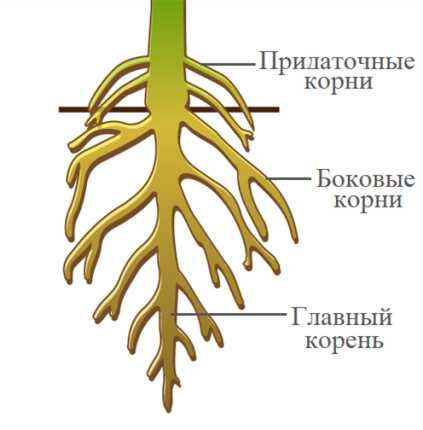 Придаточные
корни
Боковые
корни
Главный
корень